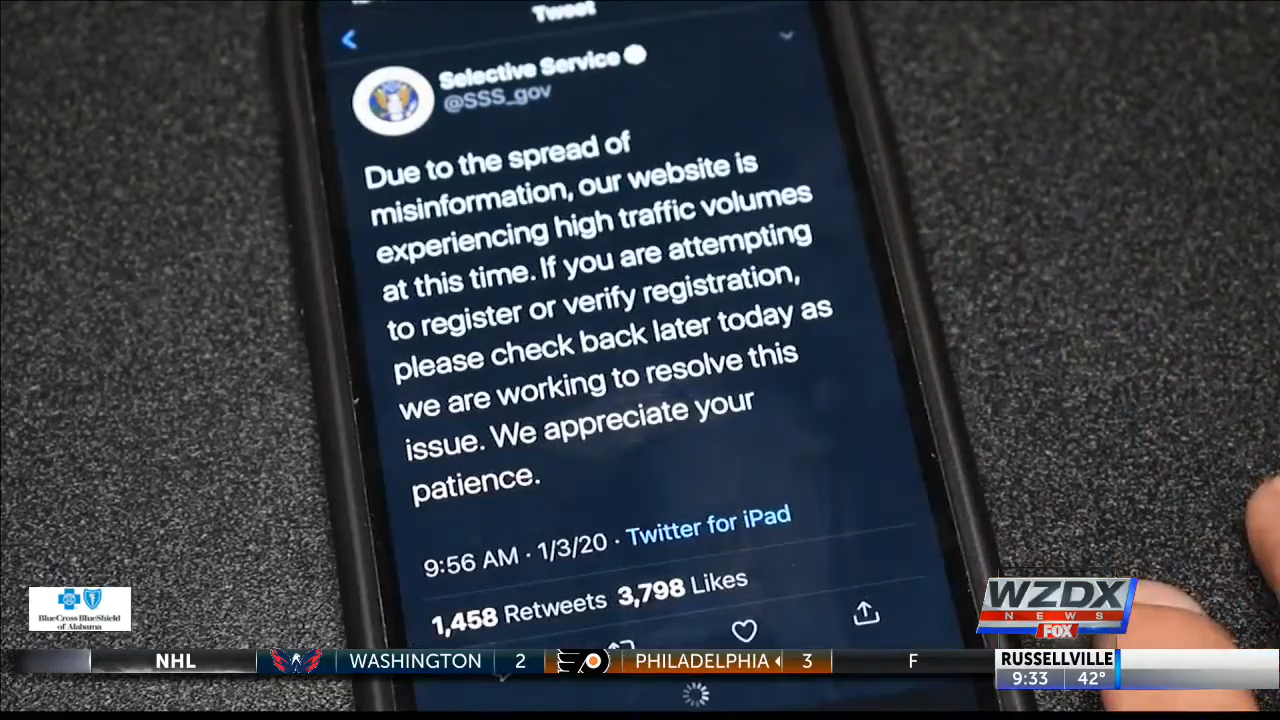 Tweet
Selective Service
@SSS_gov
Due to the spread of
misinformation, our website is
experiencing high traffic volumes
at this time. If you are attempting
to register or verify registration,
please check back later today as
we are working to resolve this
issue. We appreciate your
patience.
9:56 AM · 1/3/20 · Twitter for iPad
1,458 Retweets 3,798 Likes
BlueCross BlueShield
of Alabama
WZDX
NEWS
FOX
NHL WASHINGTON 2 PHILADELPHIA 3 F
RUSSELLVILLE
9:33 42°